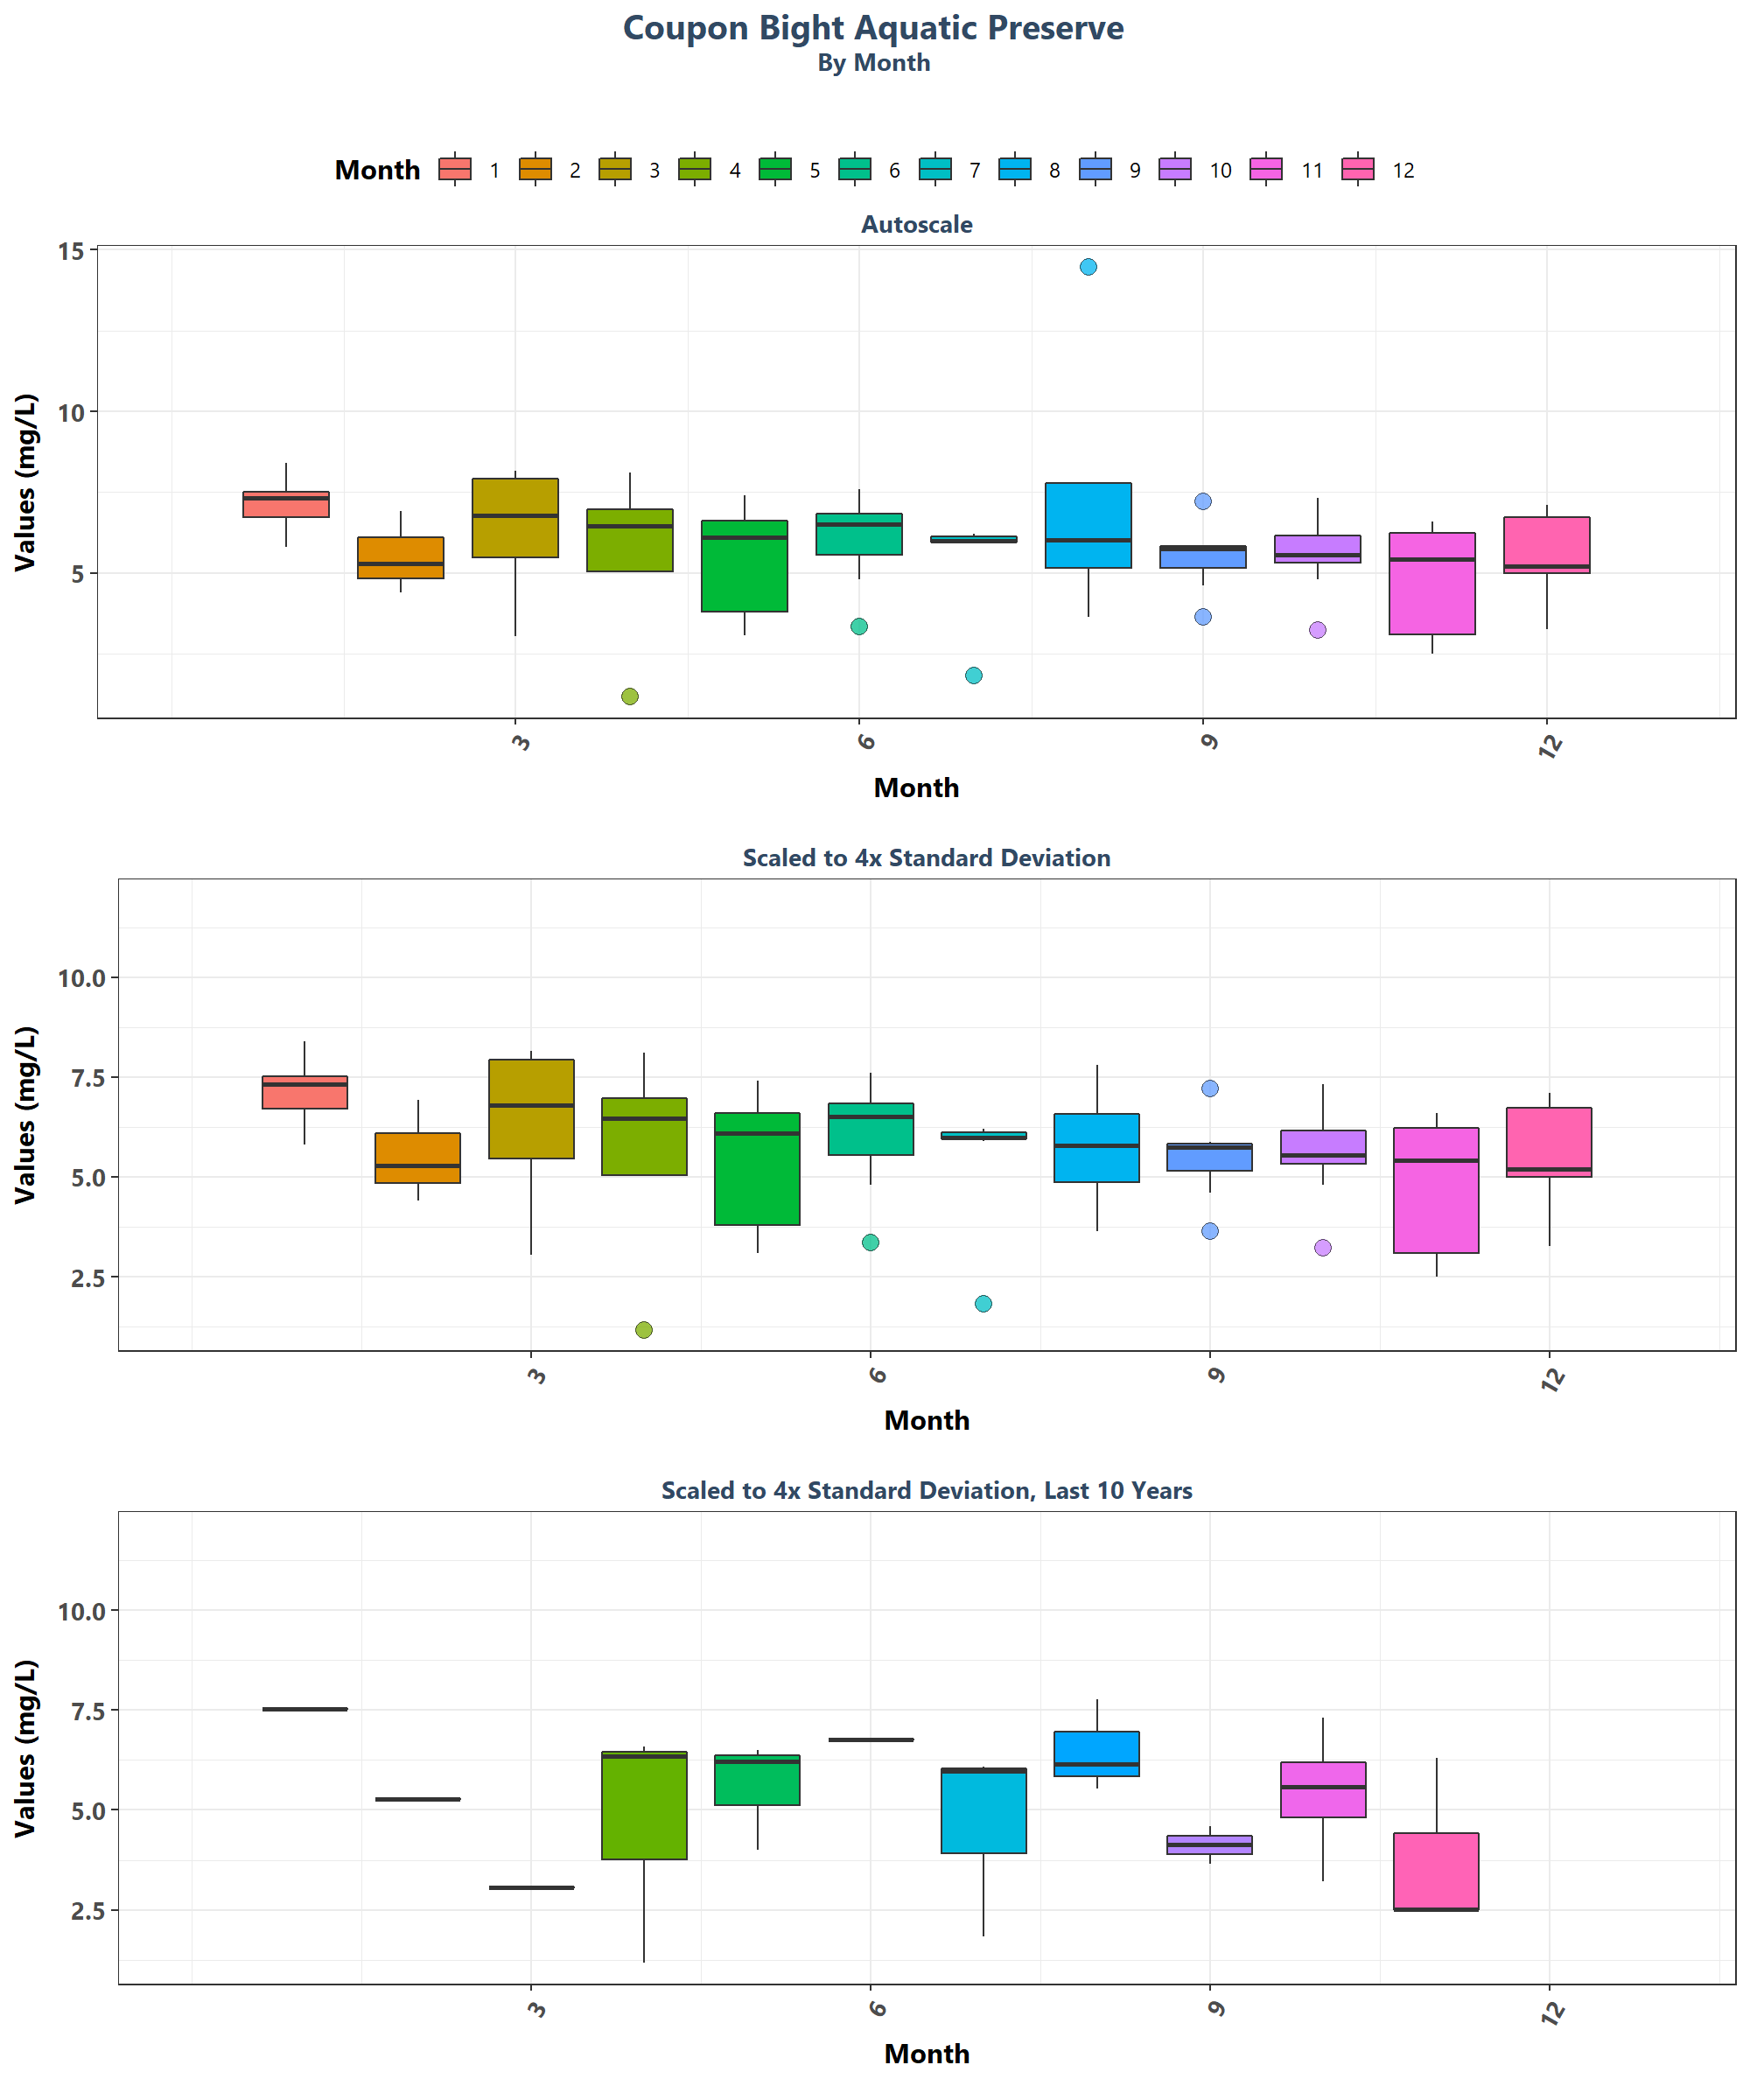 Coupon Bight Aquatic Preserve
By Month
Month 1 2 3 4 5 6 7 8 9 10 11 12
Autoscale
Values (mg/L)
15
10
5
3 6 9 12
Month
Scaled to 4x Standard Deviation
Values (mg/L)
10.0
7.5
5.0
2.5
3 6 9 12
Month
Scaled to 4x Standard Deviation, Last 10 Years
Values (mg/L)
10.0
7.5
5.0
2.5
3 6 9 12
Month